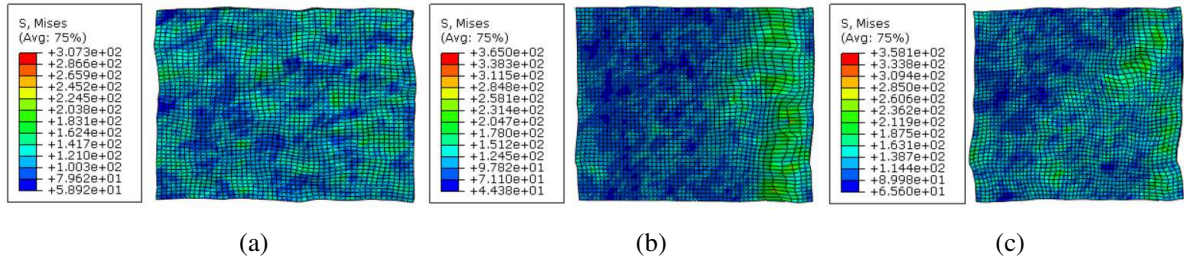 S, Mises
(Avg: 75%)
+3.073e+02
+2.866e+02
+2.659e+02
+2.452e+02
+2.245e+02
+2.038e+02
+1.831e+02
+1.624e+02
+1.417e+02
+1.210e+02
+1.003e+02
+7.962e+01
+5.892e+01
S, Mises
(Avg: 75%)
+3.650e+02
+3.383e+02
+3.115e+02
+2.848e+02
+2.581e+02
+2.314e+02
+2.047e+02
+1.780e+02
+1.512e+02
+1.245e+02
+9.782e+01
+7.110e+01
+4.438e+01
S, Mises
(Avg: 75%)
+3.581e+02
+3.338e+02
+3.094e+02
+2.850e+02
+2.606e+02
+2.362e+02
+2.119e+02
+1.875e+02
+1.631e+02
+1.387e+02
+1.144e+02
+8.998e+01
+6.560e+01
(a)
(b)
(c)